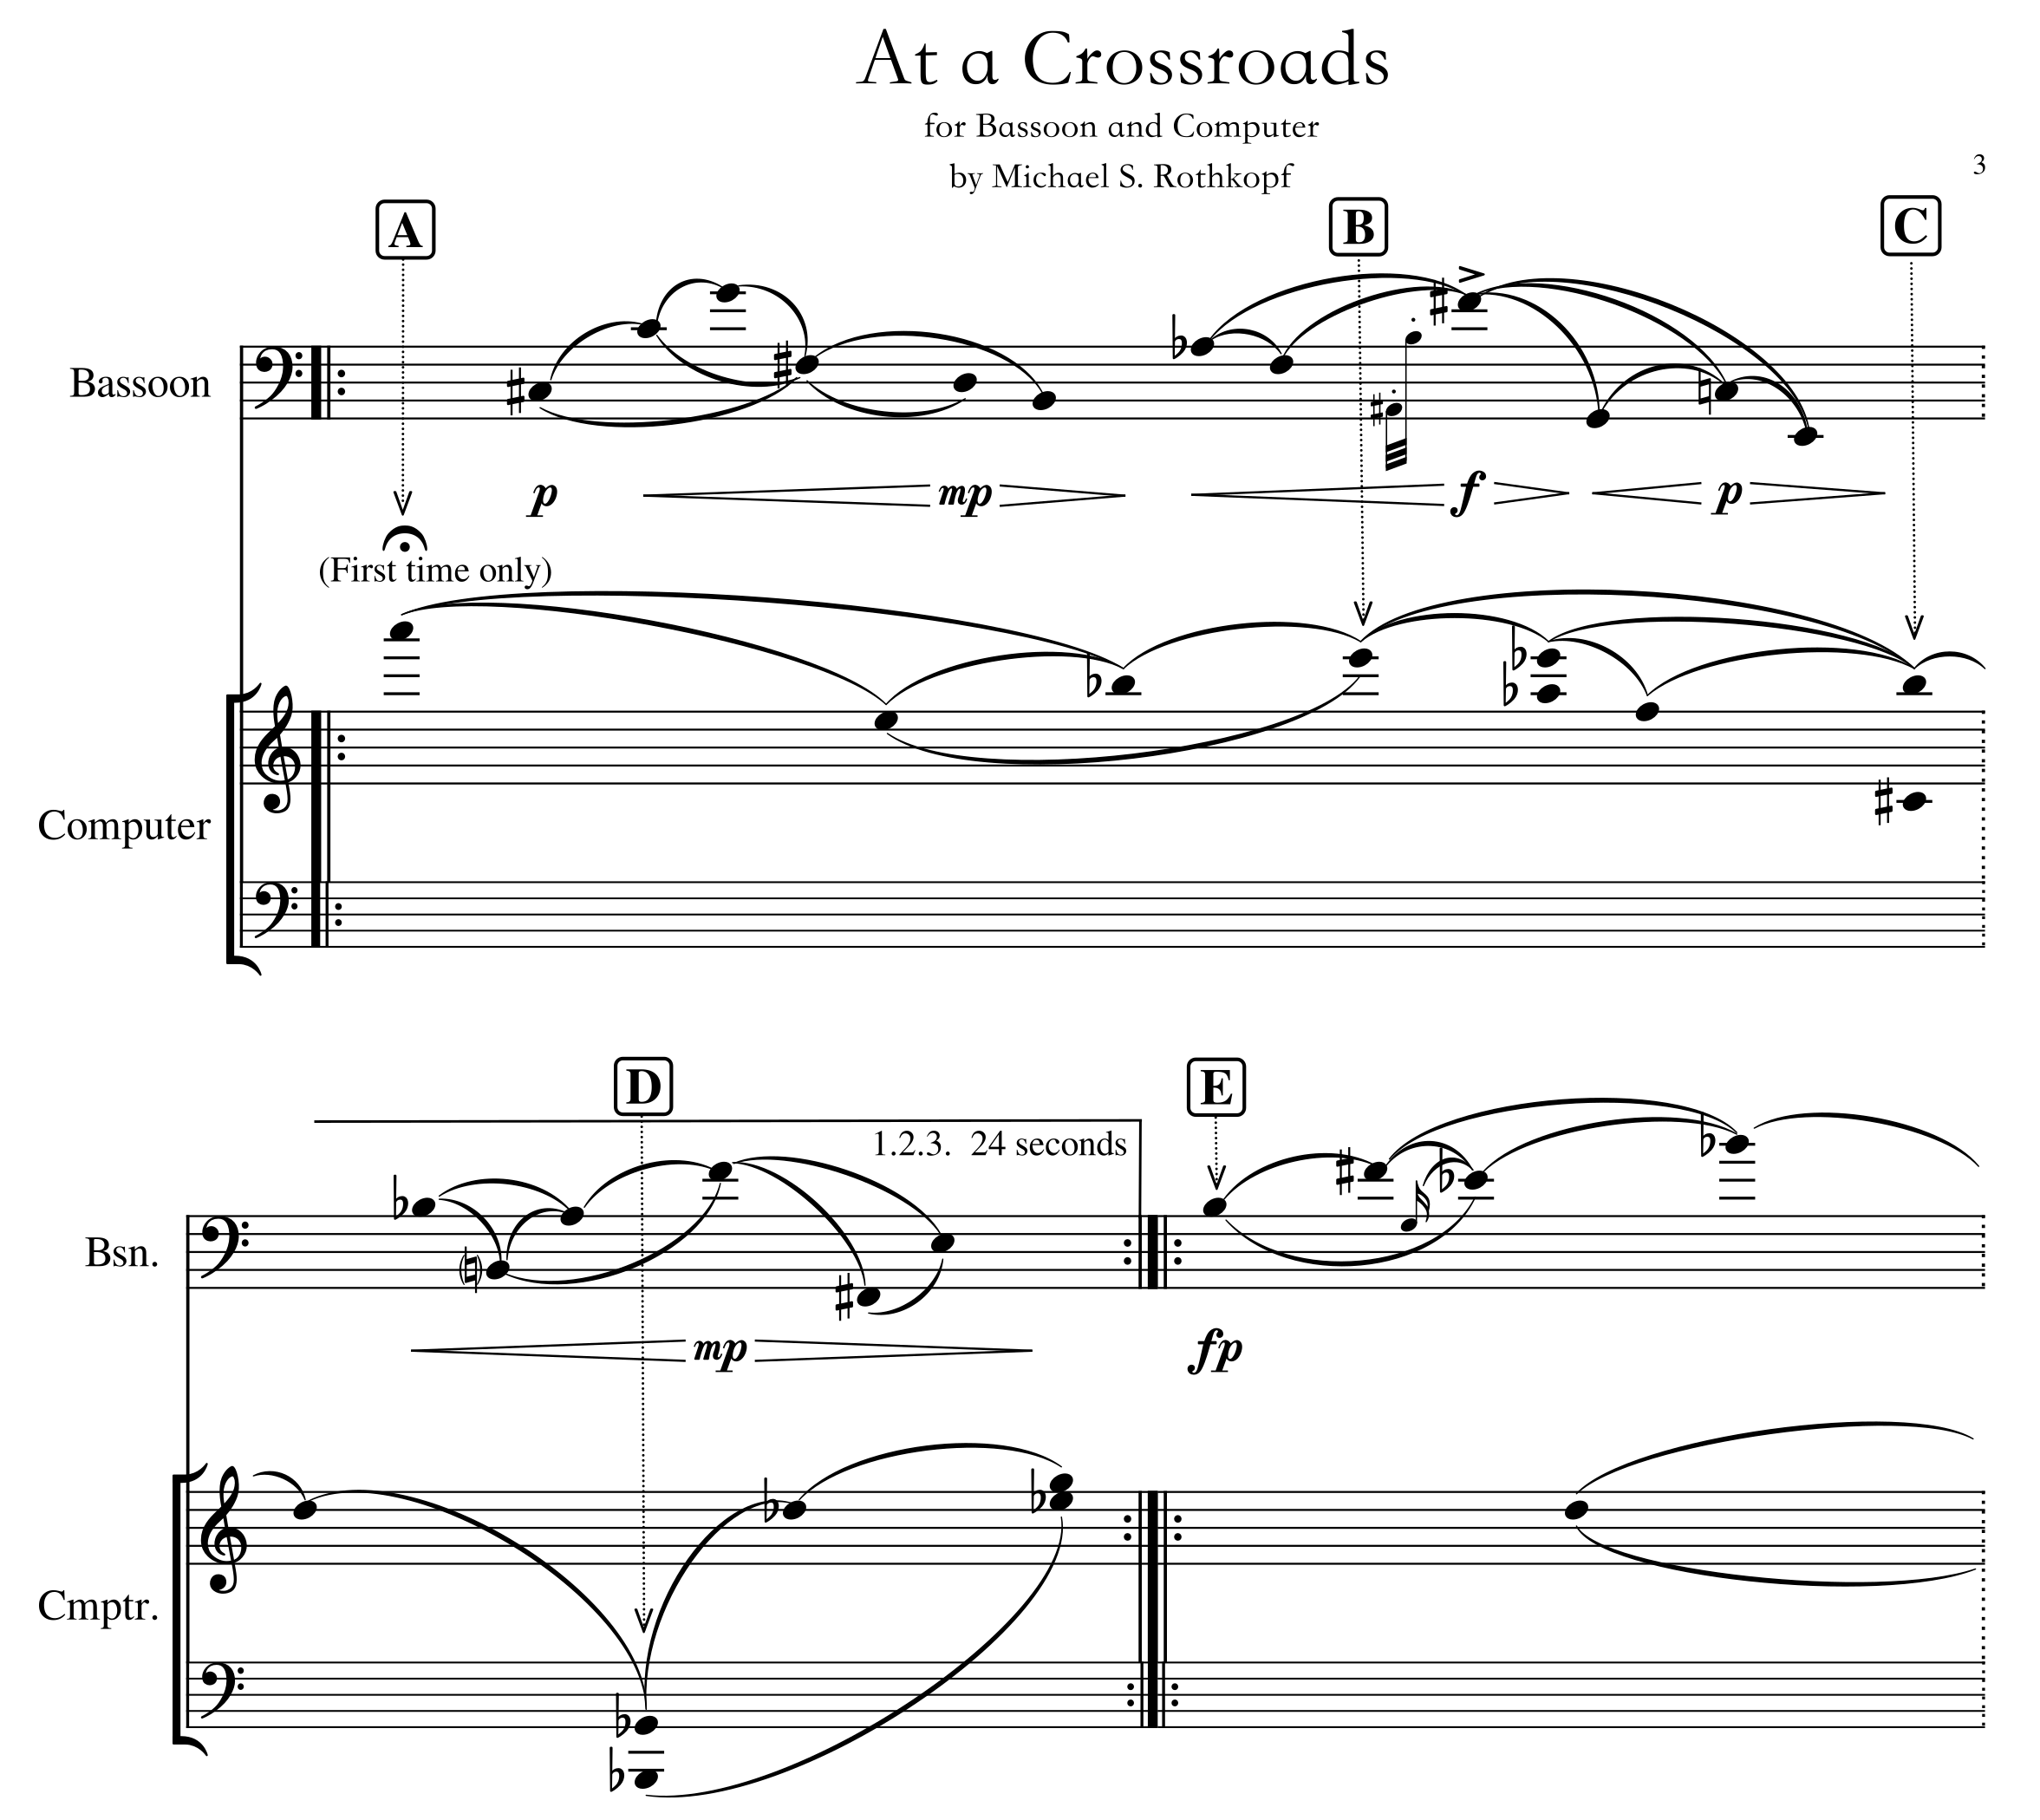 At a Crossroads
for Bassoon and Computer
by Michael S. Rothkopf
3
A
B
C
Bassoon
p
mp
f
p
(First time only)
Computer
D
E
1.2.3. 24 seconds
Bsn.
mp
fp
Cmptr.